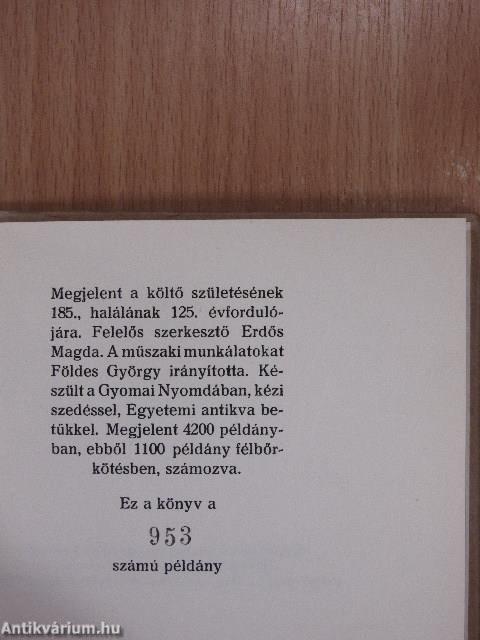 Megjelent a költő születésének
185., halálának 125. évforduló-
jára. Felelős szerkesztő Erdős
Magda. A műszaki munkálatokat
Földes György irányította. Ké-
szült a Gyomai Nyomdában, kézi
szedéssel, Egyetemi antikva be-
tűkkel. Megjelent 4200 példány-
ban, ebből 1100 példány félbőr-
kötésben, számozva.
Ez a könyv a
953
számú példány
Antikvárium.hu